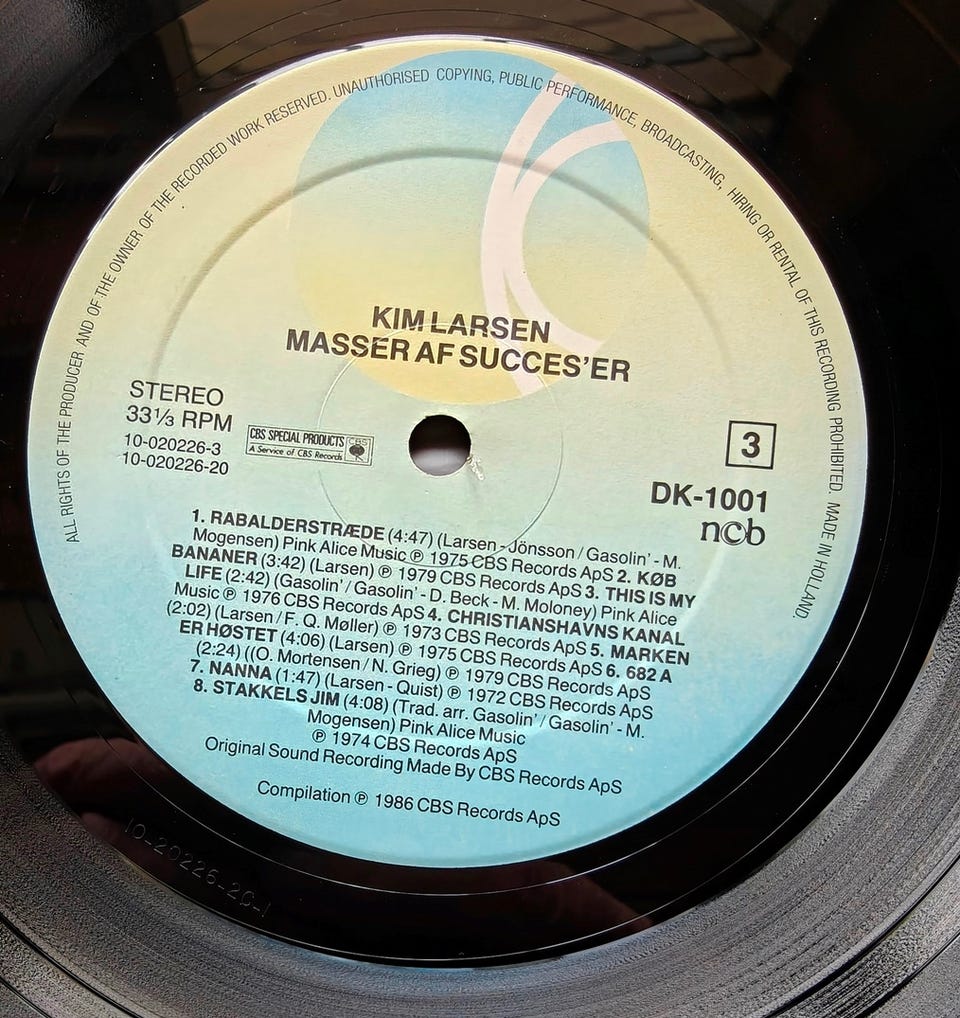 ALL RIGHTS OF THE PRODUCER AND OF THE OWNER OF THE RECORDED WORK RESERVED. UNAUTHORISED COPYING, PUBLIC PERFORMANCE, BROADCASTING, HIRING OR RENTAL OF THIS RECORDING PROHIBITED. MADE IN HOLLAND.
KIM LARSEN
MASSER AF SUCCES'ER
STEREO
33⅓ RPM
10-020226-3
10-020226-20
CBS SPECIAL PRODUCTS CBS
A Service of CBS Records
3
DK-1001
ncb
1. RABALDERSTRÆDE (4:47) (Larsen - Jönsson / Gasolin' - M.
Mogensen) Pink Alice Music ℗ 1975 CBS Records ApS 2. KØB
BANANER (3:42) (Larsen) ℗ 1979 CBS Records ApS 3. THIS IS MY
LIFE (2:42) (Gasolin' / Gasolin' - D. Beck - M. Moloney) Pink Alice
Music ℗ 1976 CBS Records ApS 4. CHRISTIANSHAVNS KANAL
(2:02) (Larsen / F. Q. Møller) ℗ 1973 CBS Records ApS 5. MARKEN
ER HØSTET (4:06) (Larsen) ℗ 1975 CBS Records ApS 6. 682 A
(2:24) ((O. Mortensen / N. Grieg) ℗ 1979 CBS Records ApS
7. NANNA (1:47) (Larsen - Quist) ℗ 1972 CBS Records ApS
8. STAKKELS JIM (4:08) (Trad. arr. Gasolin' / Gasolin' - M.
Mogensen) Pink Alice Music
℗ 1974 CBS Records ApS
Original Sound Recording Made By CBS Records ApS
Compilation ℗ 1986 CBS Records ApS
10-20226-20-1